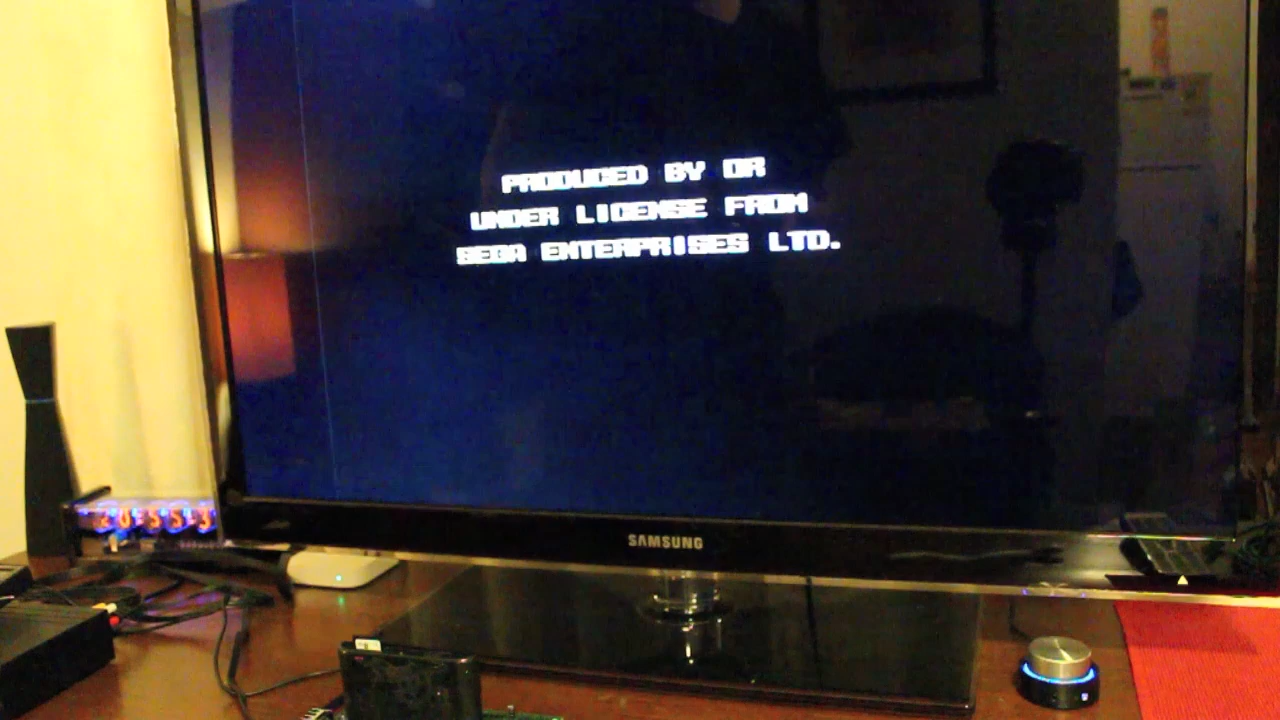 PRODUCED BY OR
UNDER LICENSE FROM
SEGA ENTERPRISES LTD.
SAMSUNG